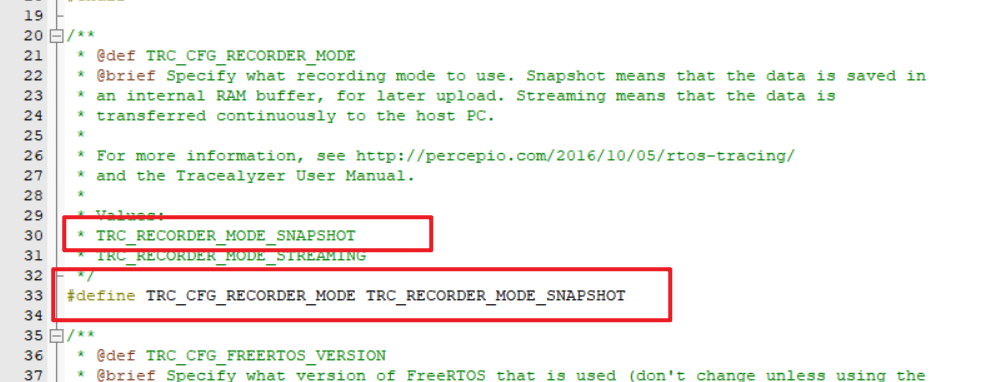 19
20 /**
21 * @def TRC_CFG_RECORDER_MODE
22 * @brief Specify what recording mode to use. Snapshot means that the data is saved in
23 * an internal RAM buffer, for later upload. Streaming means that the data is
24 * transferred continuously to the host PC.
25 *
26 * For more information, see http://percepio.com/2016/10/05/rtos-tracing/
27 * and the Tracealyzer User Manual.
28 *
29 * Values:
30 * TRC_RECORDER_MODE_SNAPSHOT
31 * TRC_RECORDER_MODE_STREAMING
32 */
33 #define TRC_CFG_RECORDER_MODE TRC_RECORDER_MODE_SNAPSHOT
34
35 /**
36 * @def TRC_CFG_FREERTOS_VERSION
37 * @brief Specify what version of FreeRTOS that is used (don't change unless using the